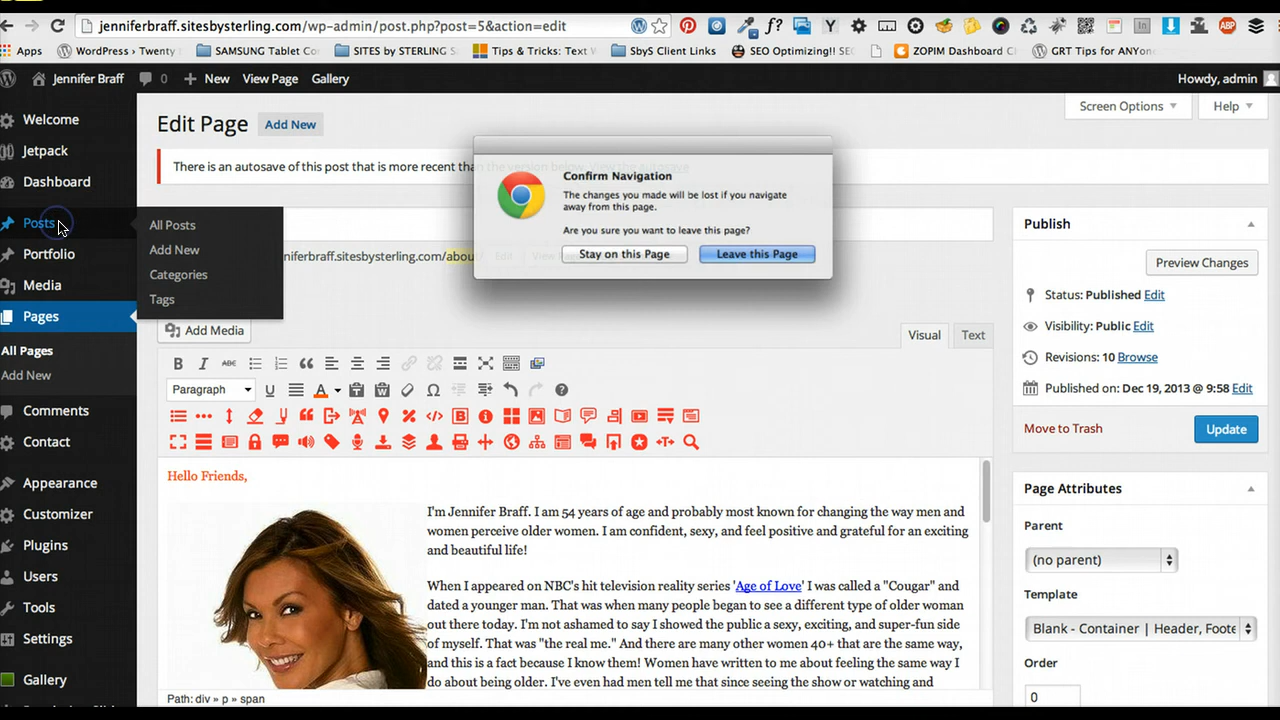 jenniferbraff.sitesbysterling.com/wp-admin/post.php?post=5&action=edit
Apps
WordPress › Twenty
SAMSUNG Tablet Co
SITES by STERLING S
Tips & Tricks: Text W
SbyS Client Links
SEO Optimizing!! SE
ZOPIM Dashboard C
GRT Tips for ANYo
Jennifer Braff
0
New
View Page
Gallery
Howdy, admin
Welcome
Jetpack
Dashboard
Posts
Portfolio
Media
Pages
All Pages
Add New
Comments
Contact
Appearance
Customizer
Plugins
Users
Tools
Settings
Gallery
All Posts
Add New
Categories
Tags
Edit Page
Add New
Screen Options
Help
There is an autosave of this post that is more recent than the version below. View the autosave
Confirm Navigation
The changes you made will be lost if you navigate
away from this page.
Are you sure you want to leave this page?
Stay on this Page
Leave this Page
niferbraff.sitesbysterling.com/abou
Edit
Add Media
Visual
Text
Paragraph
Hello Friends,
I'm Jennifer Braff. I am 54 years of age and probably most known for changing the way men and
women perceive older women. I am confident, sexy, and feel positive and grateful for an exciting
and beautiful life!
When I appeared on NBC's hit television reality series 'Age of Love' I was called a "Cougar" and
dated a younger man. That was when many people began to see a different type of older woman
out there today. I'm not ashamed to say I showed the public a sexy, exciting, and super-fun side
of myself. That was "the real me." And there are many other women 40+ that are the same way,
and this is a fact because I know them! Women have written to me about feeling the same way I
do about being older. I've even had men tell me that since seeing the show or watching and
Path: div » p » span
Publish
Preview Changes
Status: Published Edit
Visibility: Public Edit
Revisions: 10 Browse
Published on: Dec 19, 2013 @ 9:58 Edit
Move to Trash
Update
Page Attributes
Parent
(no parent)
Template
Blank - Container | Header, Foote
Order
0